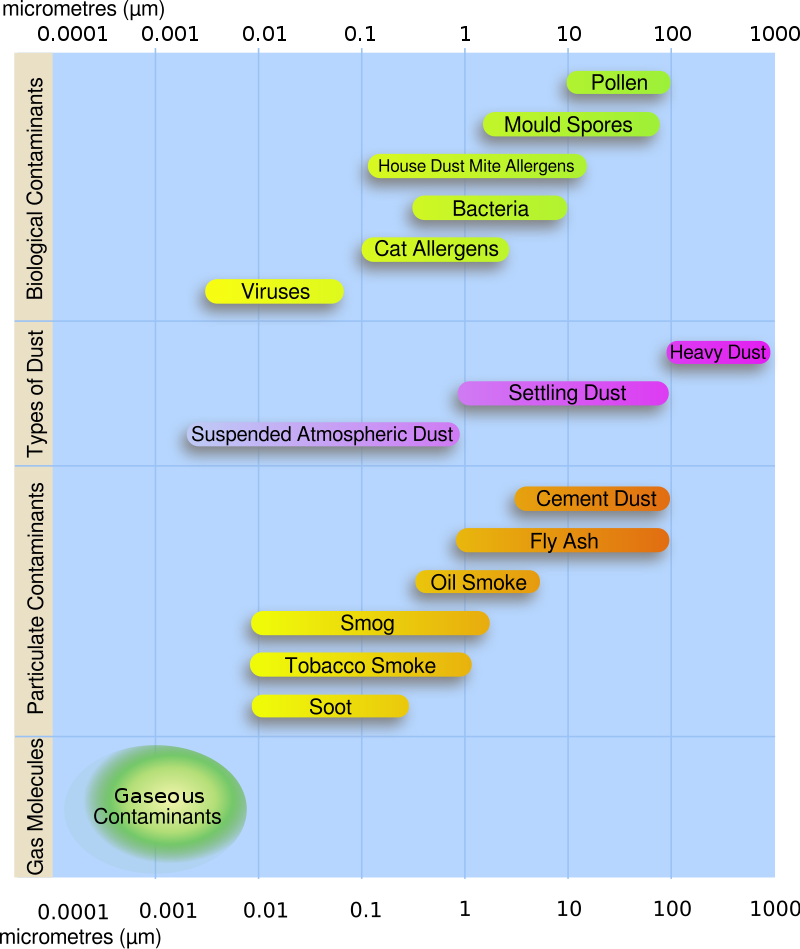 micrometres (µm)
0.0001 0.001 0.01 0.1 1 10 100 1000
Biological Contaminants
Pollen
Mould Spores
House Dust Mite Allergens
Bacteria
Cat Allergens
Viruses
Types of Dust
Heavy Dust
Settling Dust
Suspended Atmospheric Dust
Particulate Contaminants
Cement Dust
Fly Ash
Oil Smoke
Smog
Tobacco Smoke
Soot
Gas Molecules
Gaseous
Contaminants
0.0001 0.001 0.01 0.1 1 10 100 1000
micrometres (µm)